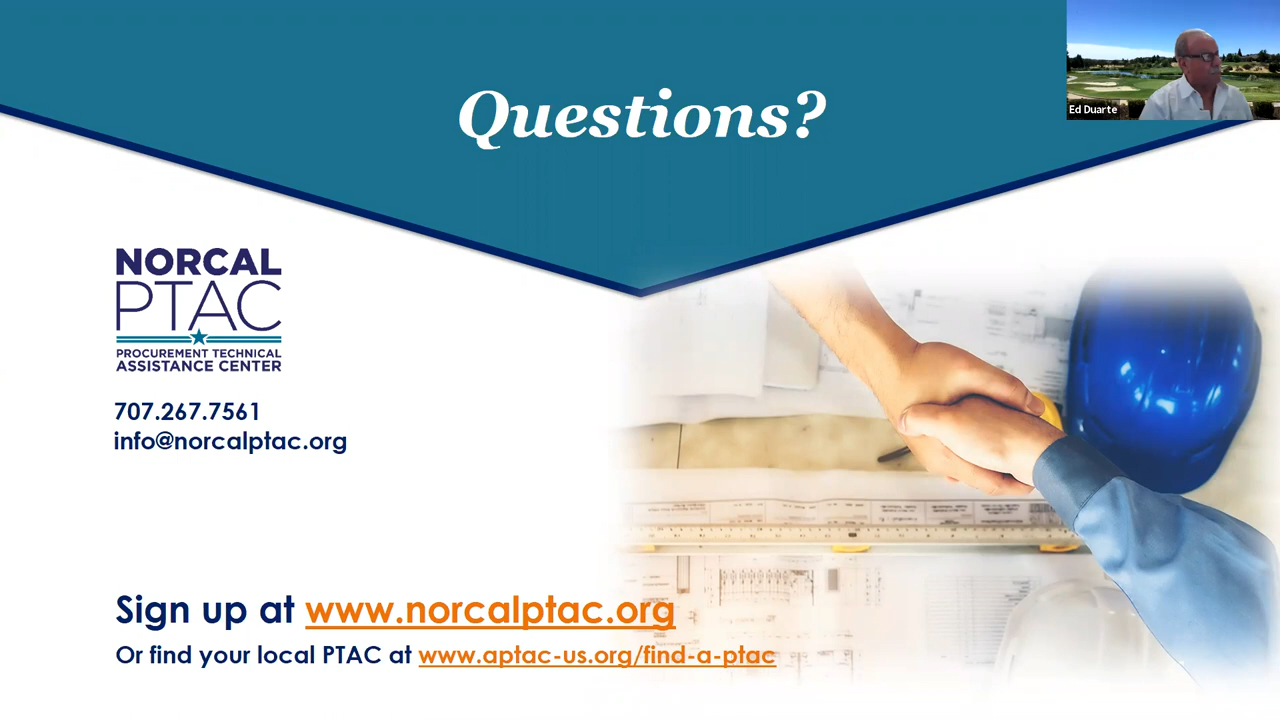 Questions?
Ed Duarte
NORCAL
PTAC
PROCUREMENT TECHNICAL
ASSISTANCE CENTER
707.267.7561
info@norcalptac.org
Sign up at www.norcalptac.org
Or find your local PTAC at www.aptac-us.org/find-a-ptac